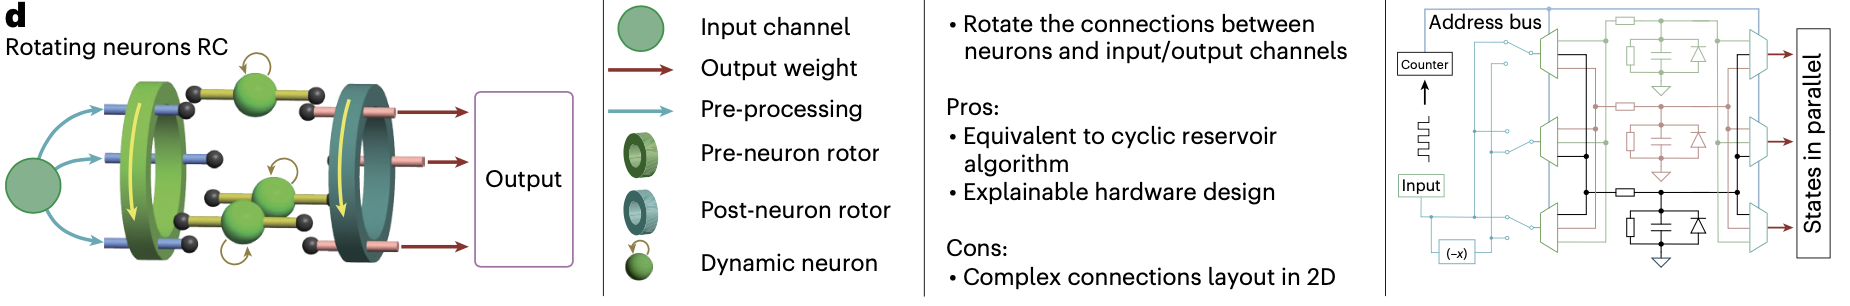 d
Rotating neurons RC
Output
Input channel
Output weight
Pre-processing
Pre-neuron rotor
Post-neuron rotor
Dynamic neuron
• Rotate the connections between
neurons and input/output channels
Pros:
• Equivalent to cyclic reservoir
algorithm
• Explainable hardware design
Cons:
• Complex connections layout in 2D
Address bus
Counter
Input
(–x)
States in parallel